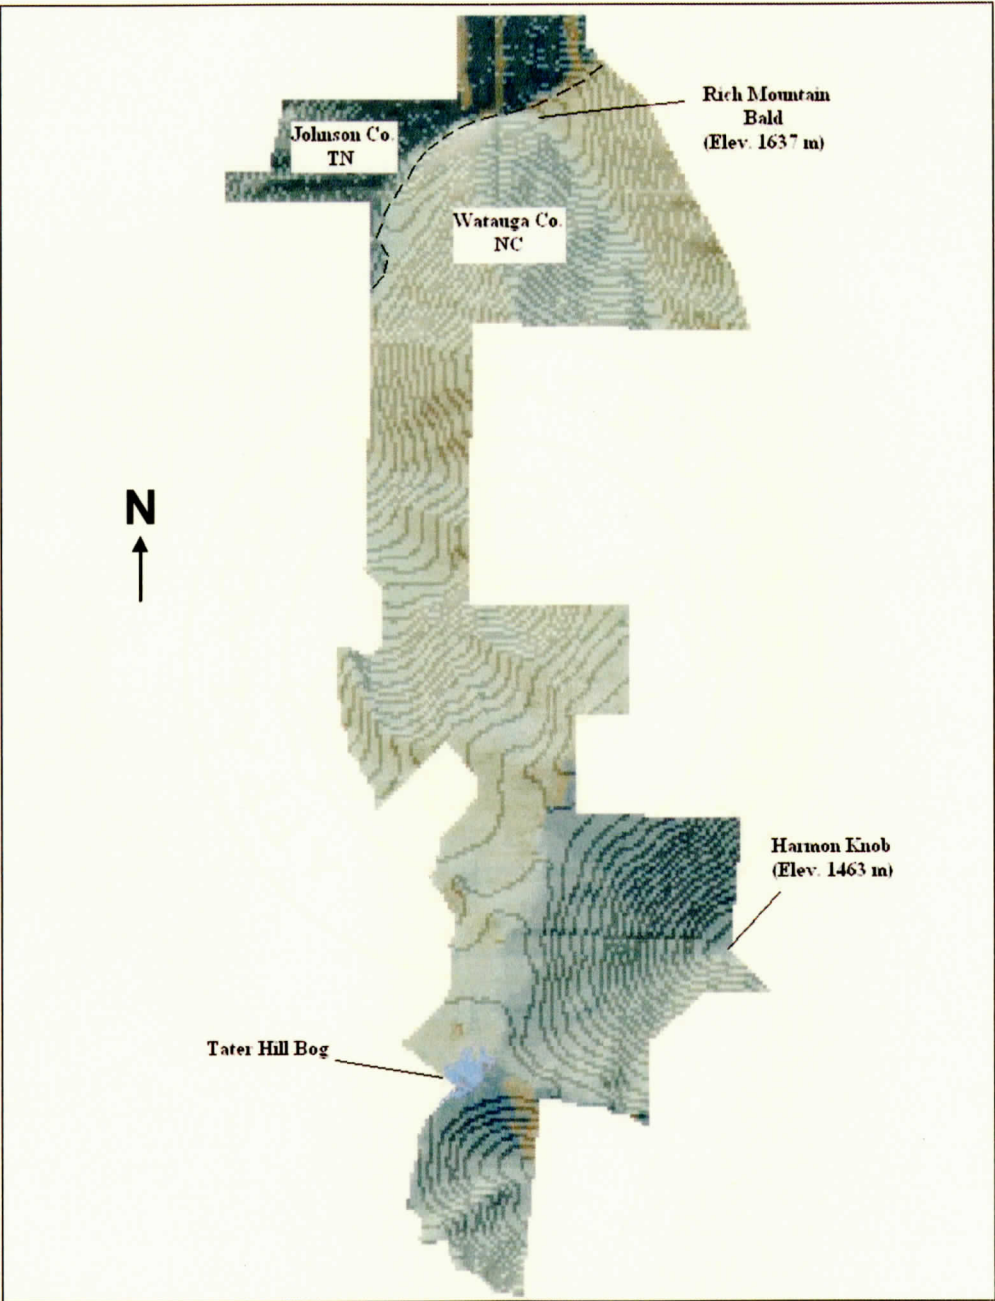 Rich Mountain
Bald
(Elev. 1637 m)
Johnson Co.
TN
Watauga Co.
NC
N
Harmon Knob
(Elev. 1463 m)
Tater Hill Bog